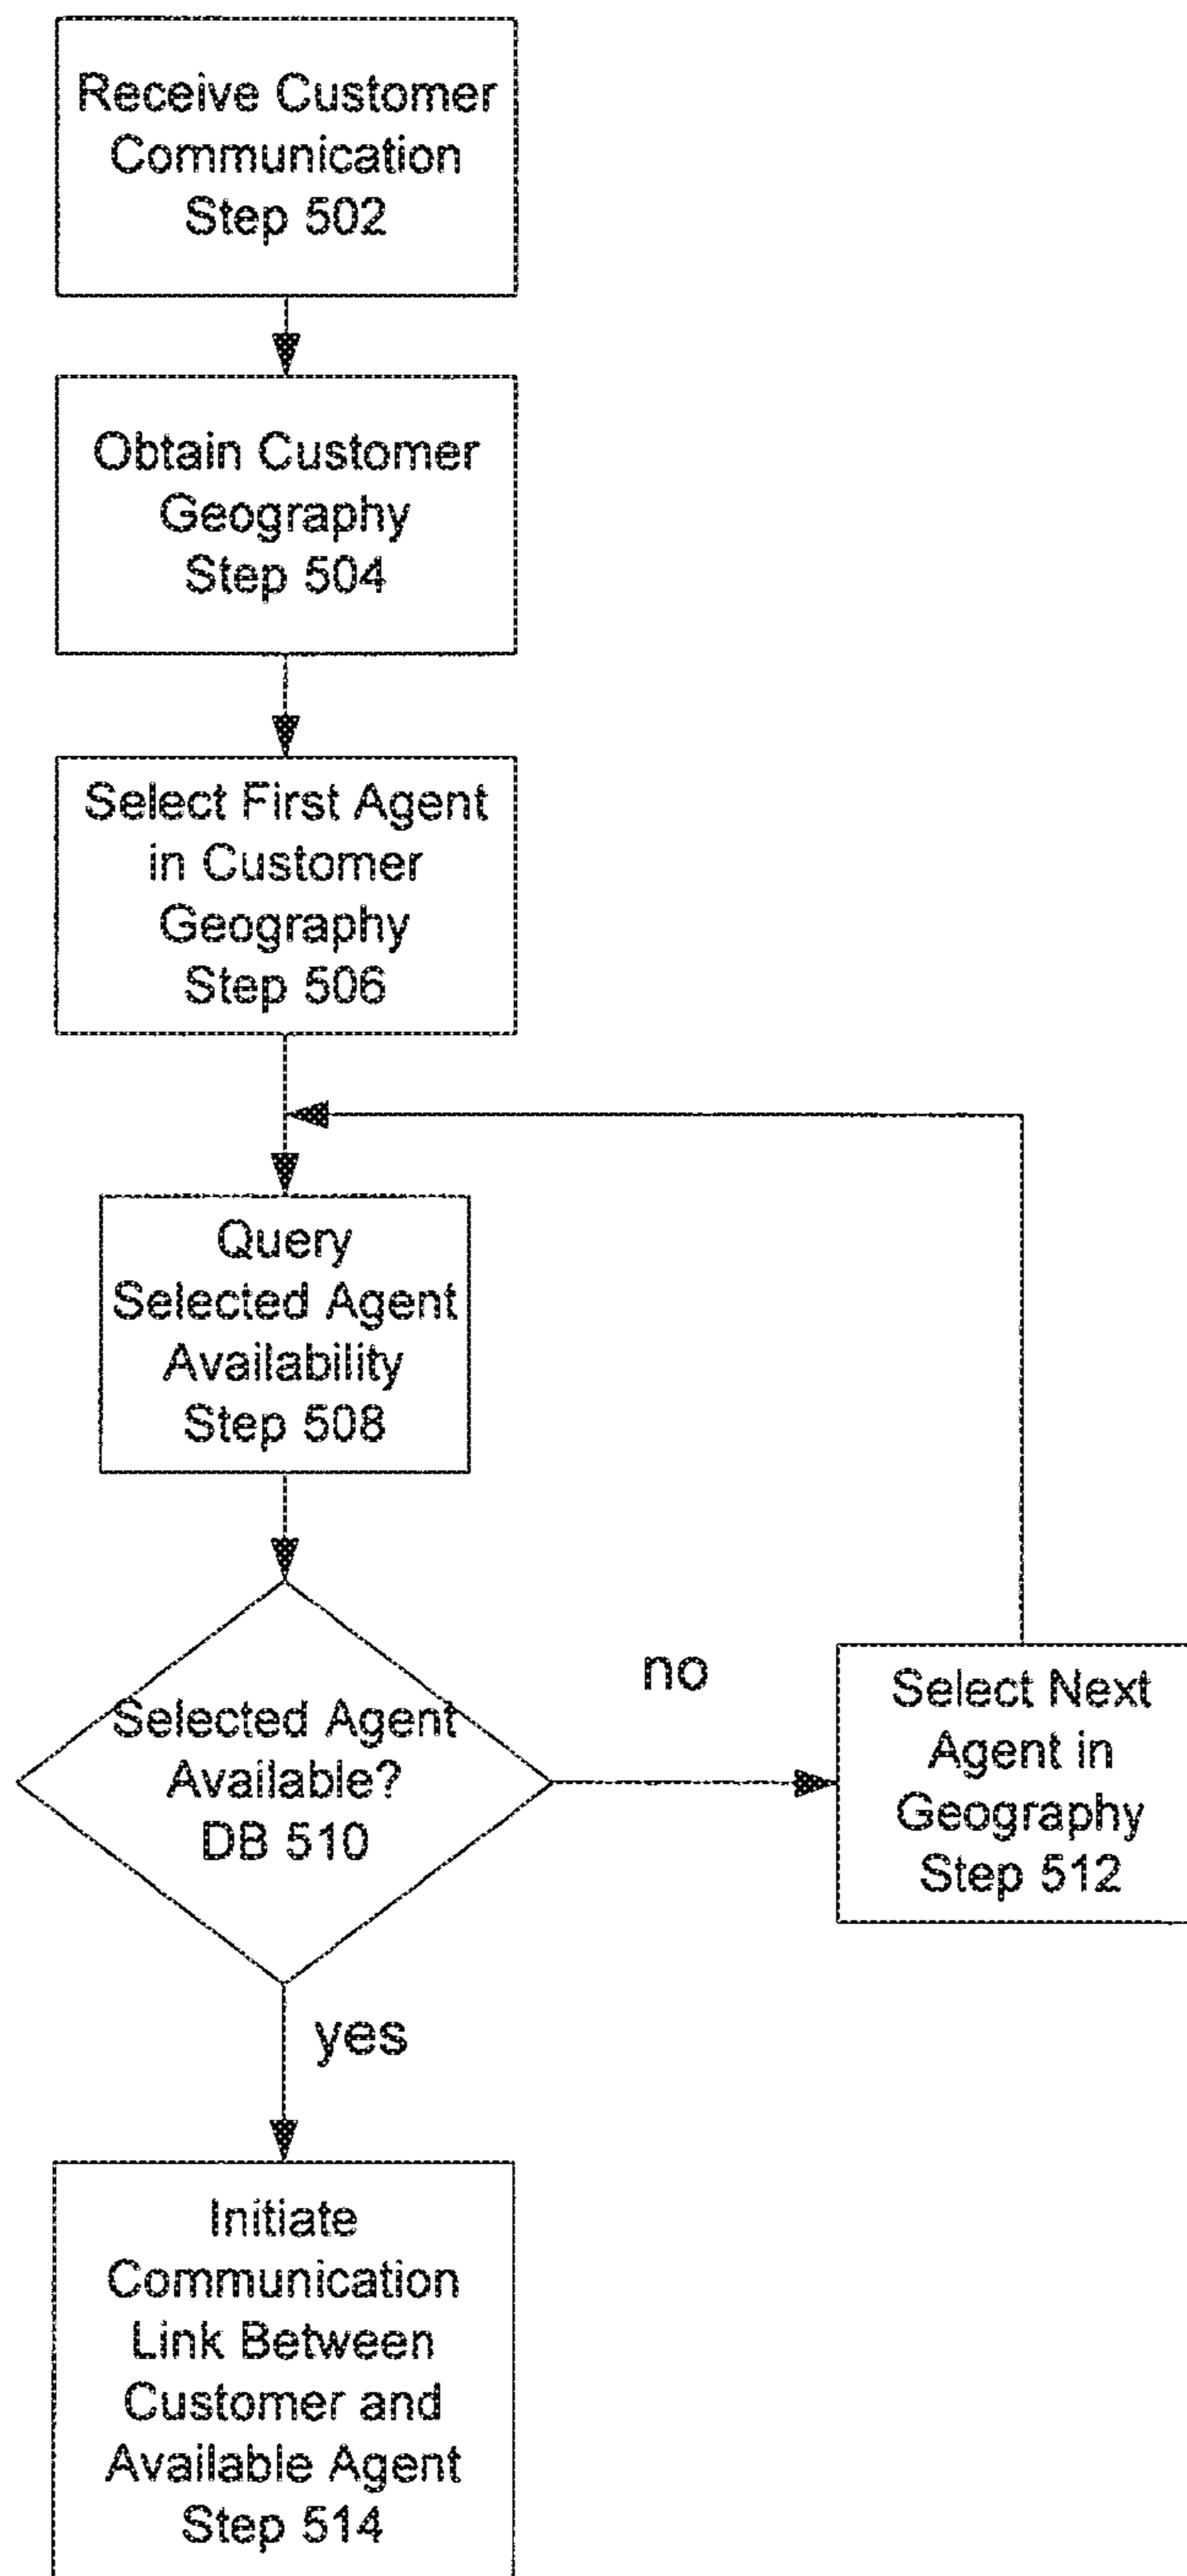 Receive Customer
Communication
Step 502
Obtain Customer
Geography
Step 504
Select First Agent
in Customer
Geography
Step 506
Query
Selected Agent
Availability
Step 508
Selected Agent
Available?
DB 510
no
Select Next
Agent in
Geography
Step 512
yes
Initiate
Communication
Link Between
Customer and
Available Agent
Step 514